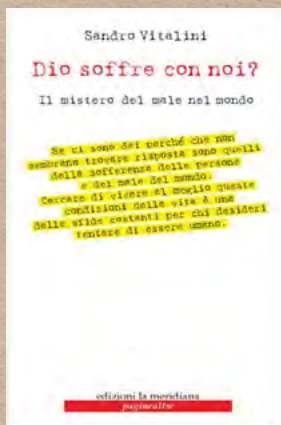 Sandro Vitalini
Dio soffre con noi?
Il mistero del male nel mondo
Se ci sono dei perché che non
sembrano trovare risposta sono quelli
della sofferenza delle persone
e del male del mondo.
Cercare di vivere al meglio queste
condizioni della vita è una
delle sfide costanti per chi desideri
tentare di essere umano.
edizioni la meridiana
paginealtre